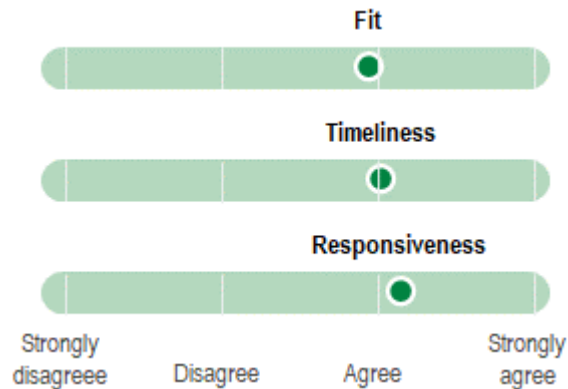 Fit
Timeliness
Responsiveness
Strongly disagreee
Disagree
Agree
Strongly agree